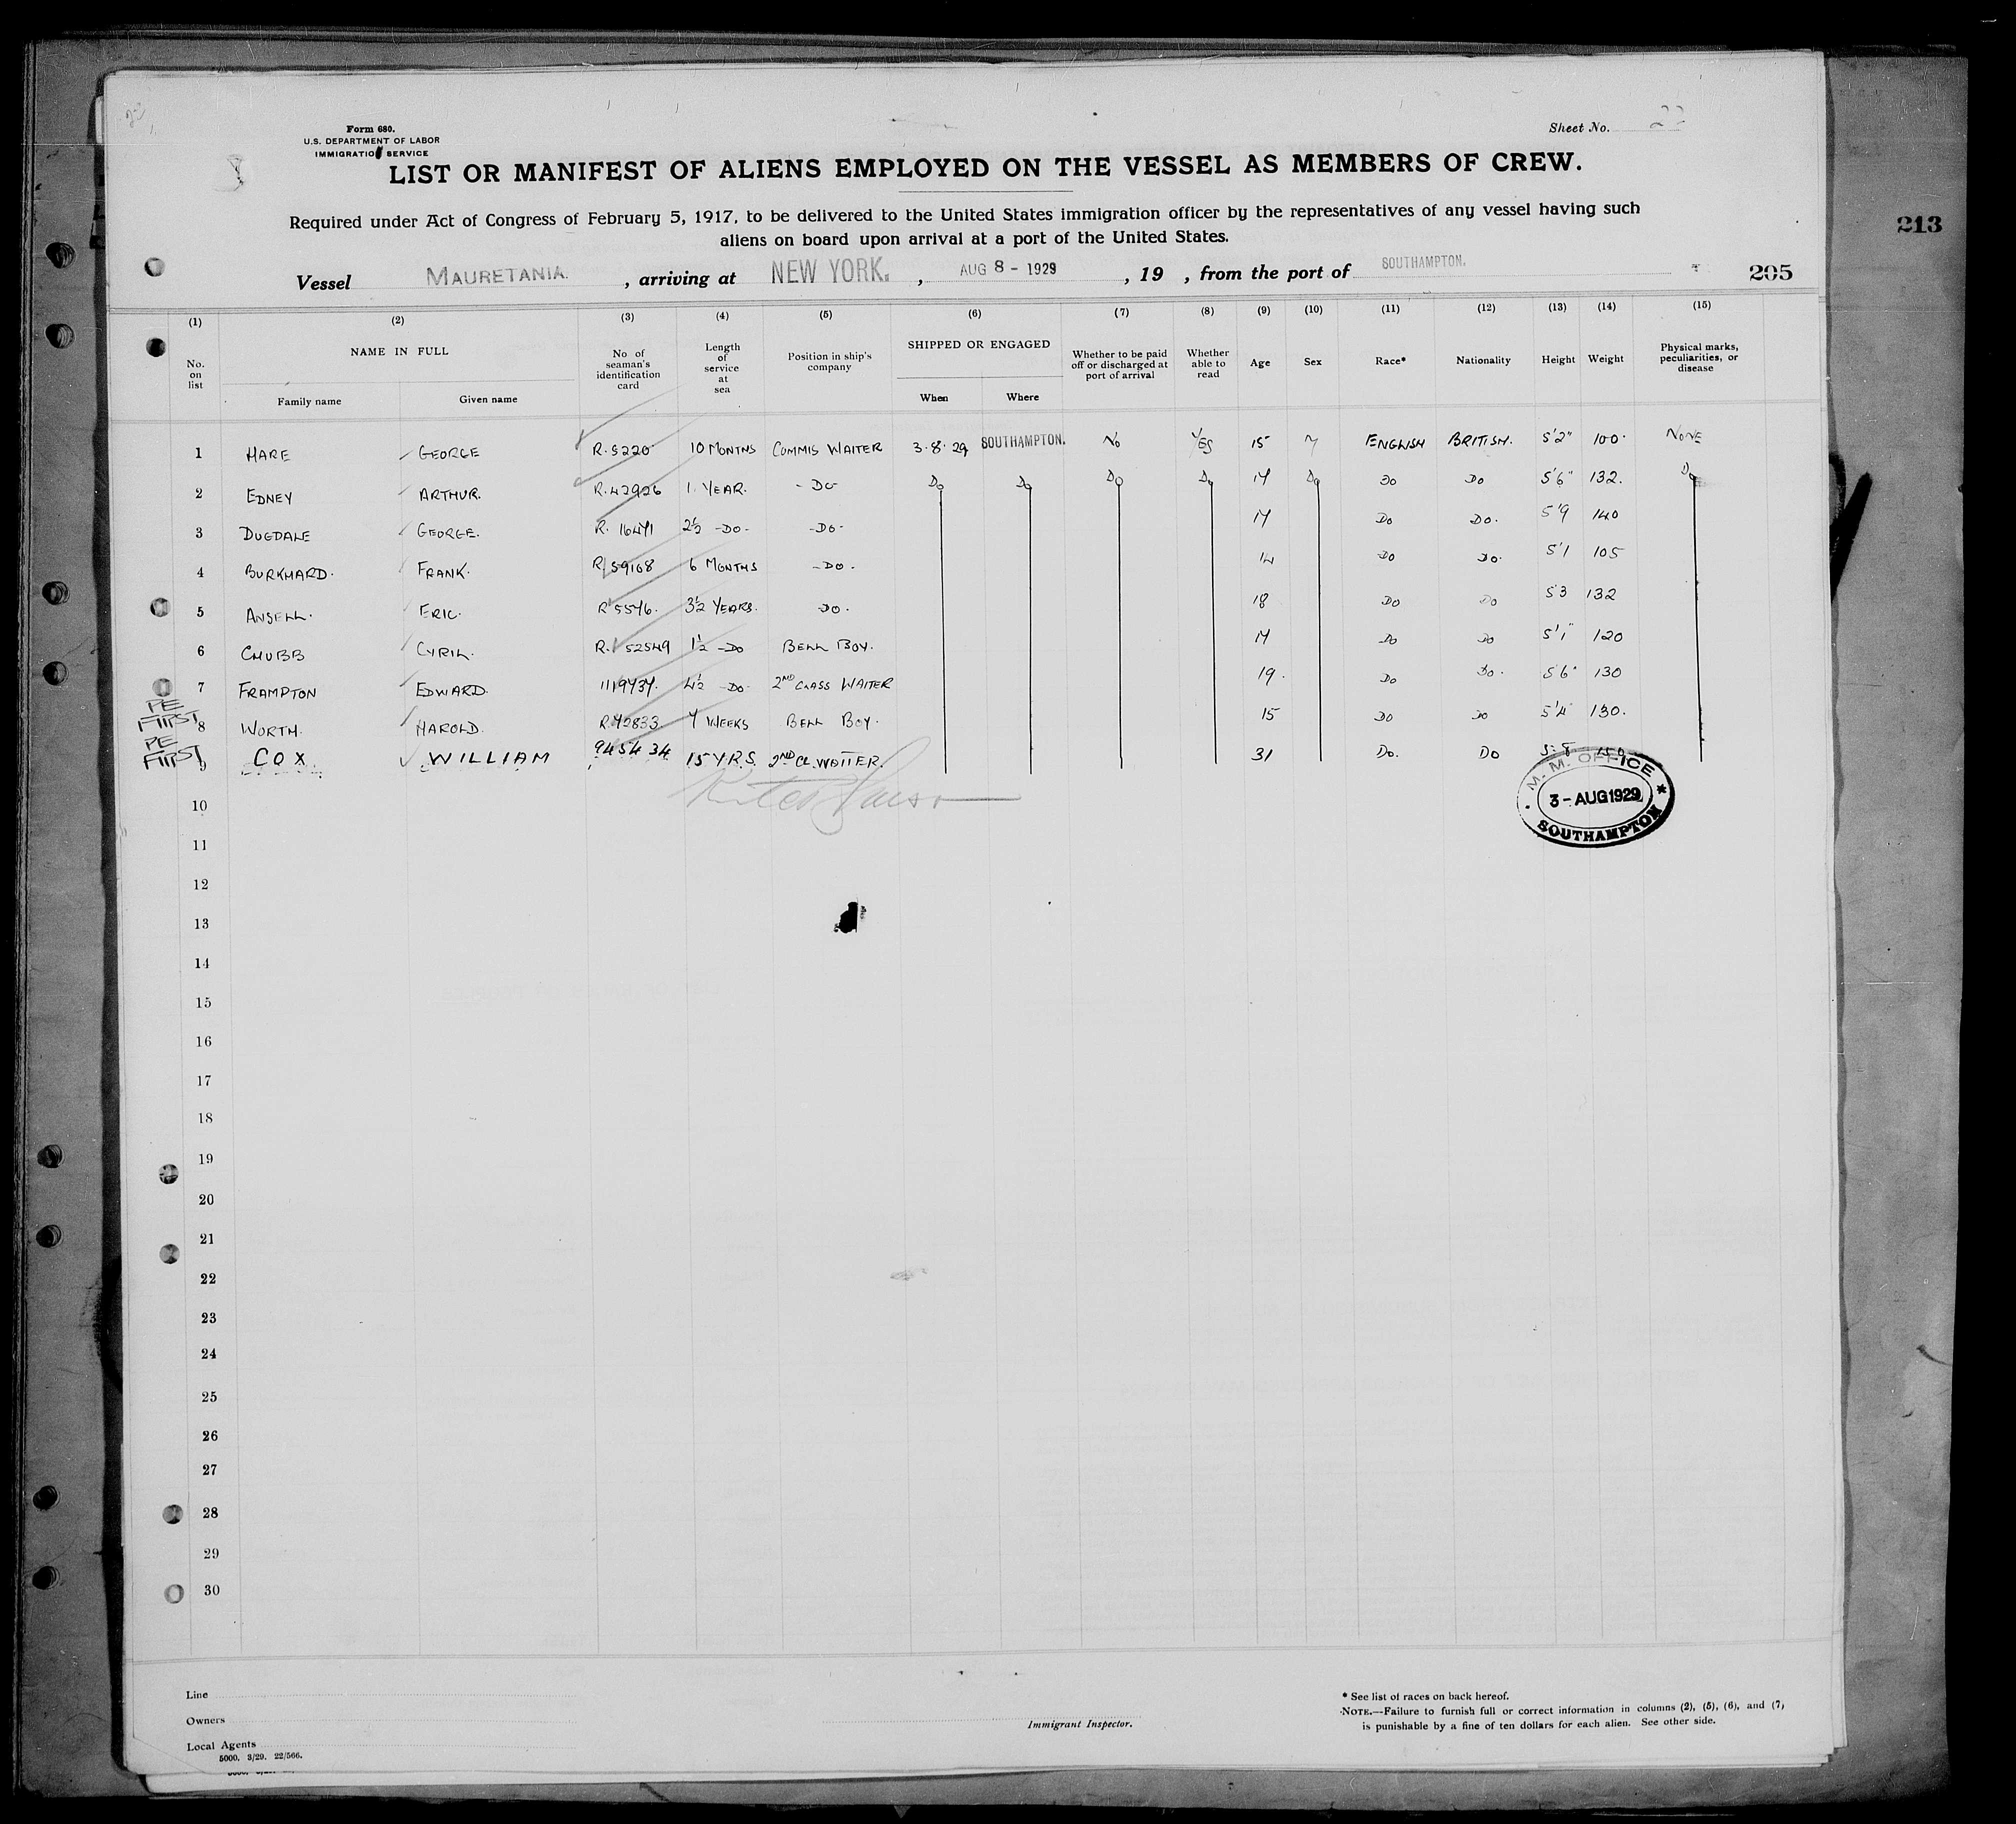 Form 680.
U.S. DEPARTMENT OF LABOR
IMMIGRATION SERVICE
Sheet No. 22
LIST OR MANIFEST OF ALIENS EMPLOYED ON THE VESSEL AS MEMBERS OF CREW.
Required under Act of Congress of February 5, 1917, to be delivered to the United States immigration officer by the representatives of any vessel having such
aliens on board upon arrival at a port of the United States.
213
Vessel MAURETANIA. , arriving at NEW YORK. , AUG 8 - 1929 , 19 , from the port of SOUTHAMPTON. 205
(1) (2) (3) (4) (5) (6) (7) (8) (9) (10) (11) (12) (13) (14) (15)
No. on list NAME IN FULL Family name Given name No of seaman's identification card Length of service at sea Position in ship's company SHIPPED OR ENGAGED When Where Whether to be paid off or discharged at port of arrival Whether able to read Age Sex Race* Nationality Height Weight Physical marks, peculiarities, or disease
1 HARE GEORGE R.5220 10 MONTHS COMMIS WAITER 3.8.29 SOUTHAMPTON. No YES 15 M ENGLISH BRITISH. 5'2" 100. NONE
2 EDNEY ARTHUR. R.42926 1 YEAR. -DO- Do Do Do Do 17 Do DO DO 5'6" 132. Do
3 DUGDALE GEORGE. R. 16471 2½ -DO- -DO- 17 DO DO. 5'9 140
4 BURKHARD. FRANK. R 59168 6 MONTHS -DO. 14 DO DO. 5'1 105
5 ANSELL. ERIC. R 5576. 3½ YEARS. DO. 18 DO DO 5'3 132
6 CHUBB CYRIL. R. 52549 1½ -DO BELL BOY. 17 DO DO 5'1" 120
7 FRAMPTON EDWARD. 1119737. 4½ DO- 2ND CLASS WAITER 19. DO DO. 5'6" 130
PE FIRST 8 WORTH. HAROLD. R.72833. 7 WEEKS BELL BOY. 15 DO DO 5'4" 130.
PE FIRST 9 COX WILLIAM 945434 15 YRS. 2ND CL. WAITER. 31 DO. DO 5-8 150
M.M. OFFICE
3-AUG 1929
SOUTHAMPTON
10
11
12
13
14
15
16
17
18
19
20
21
22
23
24
25
26
27
28
29
30
Line
Owners
Local Agents
5000. 3/29. 22/566.
Immigrant Inspector.
* See list of races on back hereof.
NOTE.—Failure to furnish full or correct information in columns (2), (5), (6), and (7),
is punishable by a fine of ten dollars for each alien. See other side.